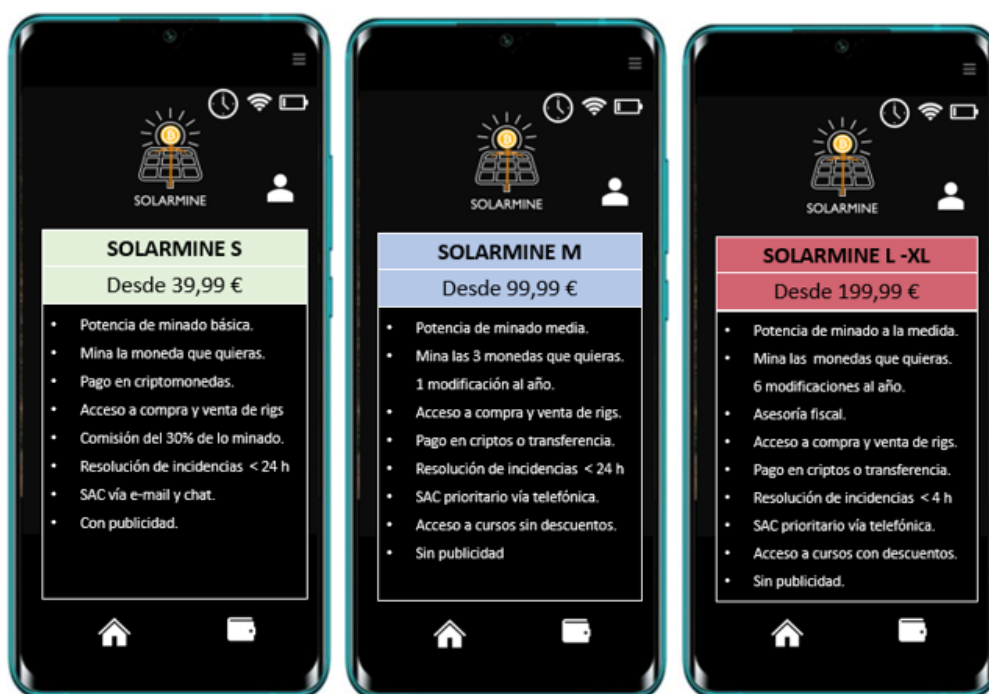 SOLARMINE
SOLARMINE S
Desde 39,99 €
• Potencia de minado básica.
• Mina la moneda que quieras.
• Pago en criptomonedas.
• Acceso a compra y venta de rigs
• Comisión del 30% de lo minado.
• Resolución de incidencias < 24 h
• SAC vía e-mail y chat.
• Con publicidad.
SOLARMINE
SOLARMINE M
Desde 99,99 €
• Potencia de minado media.
• Mina las 3 monedas que quieras.
1 modificación al año.
• Acceso a compra y venta de rigs.
• Pago en criptos o transferencia.
• Resolución de incidencias < 24 h
• SAC prioritario vía telefónica.
• Acceso a cursos sin descuentos.
• Sin publicidad
SOLARMINE
SOLARMINE L -XL
Desde 199,99 €
• Potencia de minado a la medida.
• Mina las monedas que quieras.
6 modificaciones al año.
• Asesoría fiscal.
• Acceso a compra y venta de rigs.
• Pago en criptos o transferencia.
• Resolución de incidencias < 4 h
• SAC prioritario vía telefónica.
• Acceso a cursos con descuentos.
• Sin publicidad.